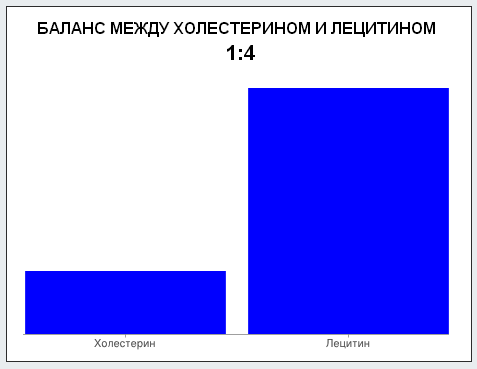 БАЛАНС МЕЖДУ ХОЛЕСТЕРИНОМ И ЛЕЦИТИНОМ
1:4
Холестерин Лецитин